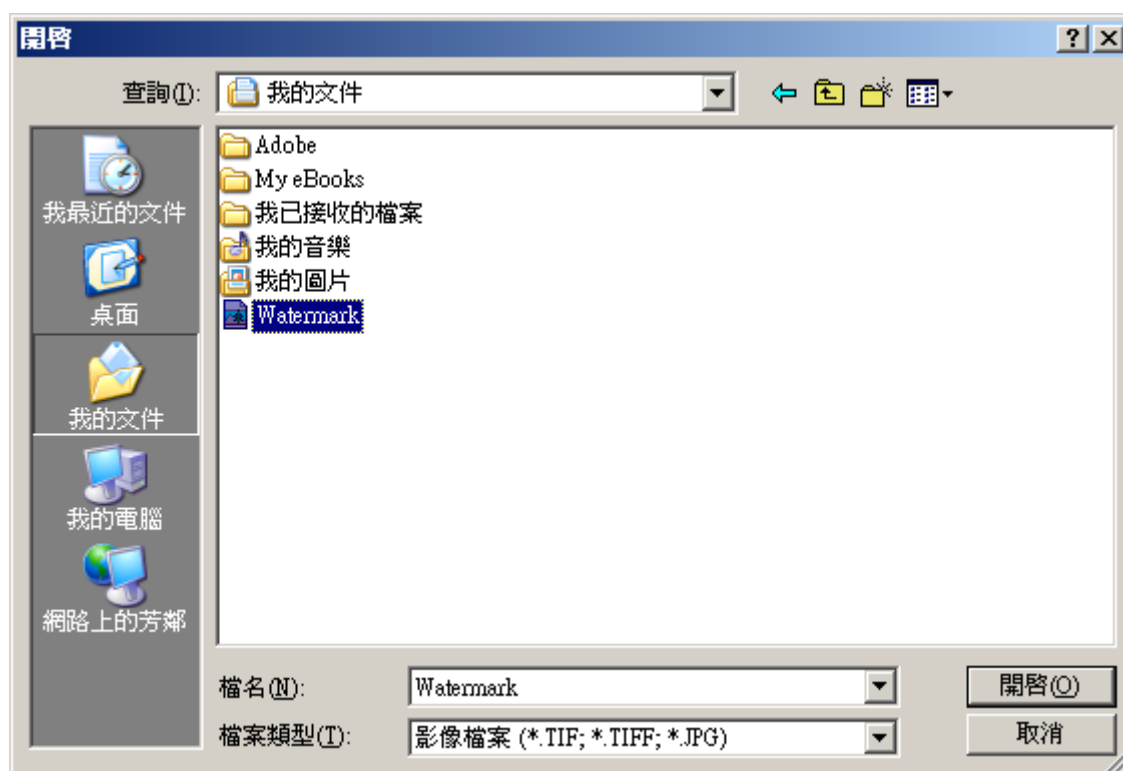 開啓
查詢(I):
我的文件
我最近的文件
桌面
我的文件
我的電腦
網路上的芳鄰
Adobe
My eBooks
我已接收的檔案
我的音樂
我的圖片
Watermark
檔名(N):
Watermark
開啓(O)
檔案類型(T):
影像檔案 (*.TIF; *.TIFF; *.JPG)
取消